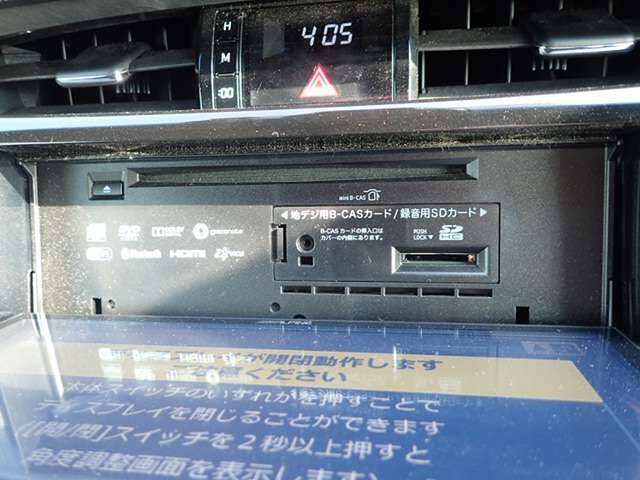 H
4:05
M
:00
mini B-CAS
◀ 地デジ用B-CASカード/録音用SDカード ▶
B-CASカードの挿入口は
カバーの内側にあります。
PUSH
LOCK ▼
SD HC
DVD
gracenote
Bluetooth HDMI
が開閉動作します
ください
スイッチのいずれかを押すことで
ディスプレイを閉じることができます
スイッチを2秒以上押すと
角度調整画面を表示します